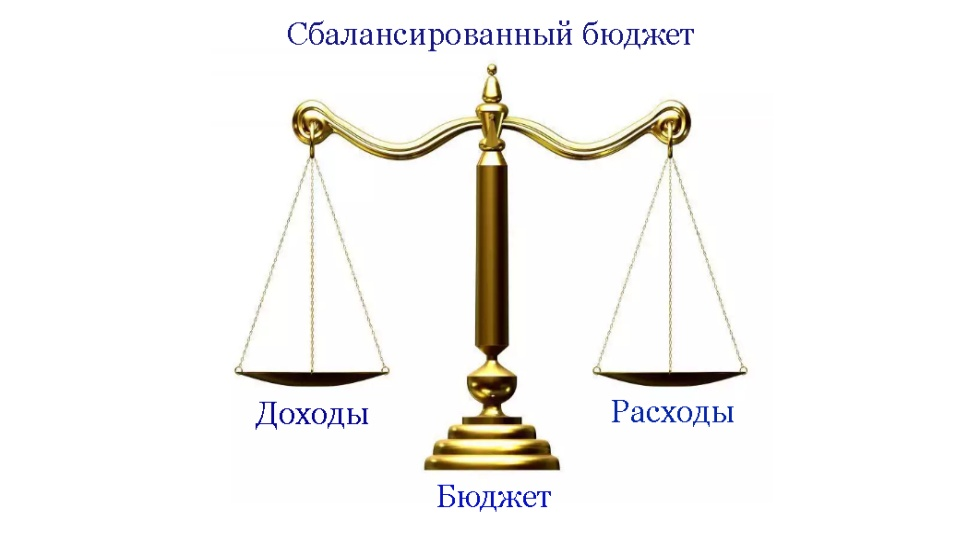 Сбалансированный бюджет
Доходы
Расходы
Бюджет